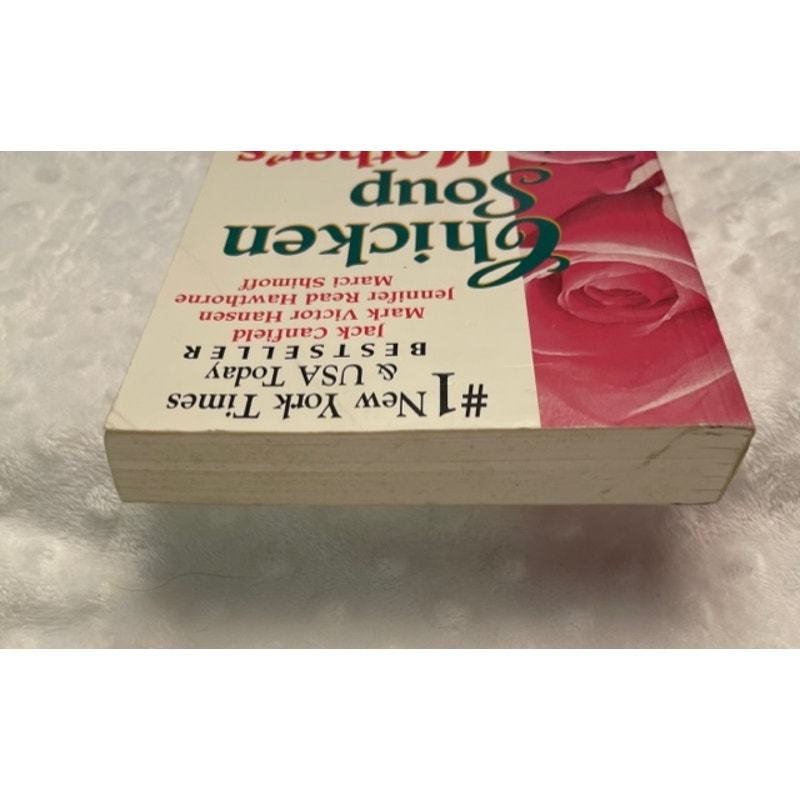 #1 New York Times
& USA Today
BESTSELLER
Jack Canfield
Mark Victor Hansen
Jennifer Read Hawthorne
Marci Shimoff
Chicken
Soup
Mother's